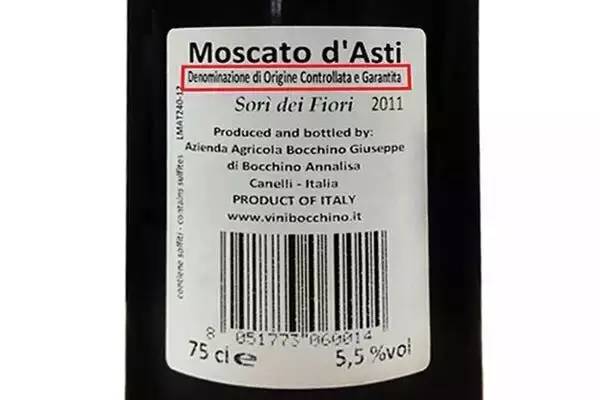 Moscato d'Asti
Denominazione di Origine Controllata e Garantita
Sorì dei Fiori 2011
Produced and bottled by:
Azienda Agricola Bocchino Giuseppe
di Bocchino Annalisa
Canelli - Italia
PRODUCT OF ITALY
www.vinibocchino.it
8 051773 060014
75 cl e 5,5 %vol
contiene solfiti - contains sulfites LMAT240-12